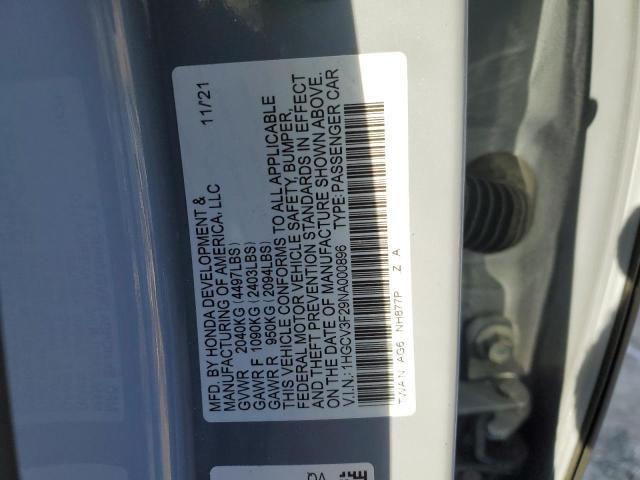 MFD. BY HONDA DEVELOPMENT &
MANUFACTURING OF AMERICA, LLC 11/21
GVWR 2040KG (4497LBS)
GAWR F 1090KG (2403LBS)
GAWR R 950KG (2094LBS)
THIS VEHICLE CONFORMS TO ALL APPLICABLE
FEDERAL MOTOR VEHICLE SAFETY, BUMPER,
AND THEFT PREVENTION STANDARDS IN EFFECT
ON THE DATE OF MANUFACTURE SHOWN ABOVE.
V.I.N.: 1HGCV3F29NA000896 TYPE: PASSENGER CAR
TWAN AG6 NH877P Z A